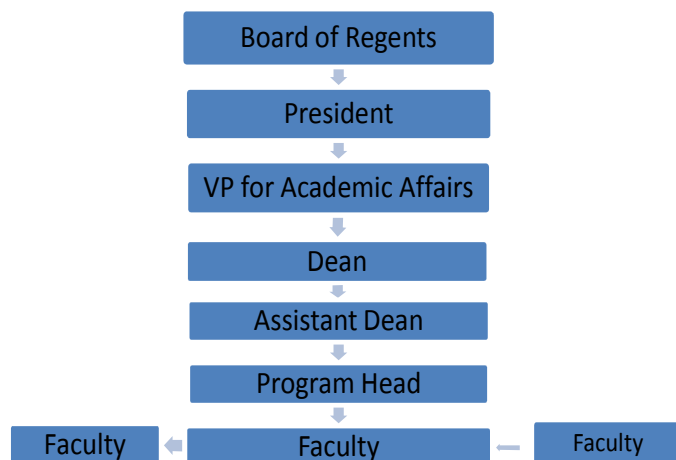 Board of Regents
President
VP for Academic Affairs
Dean
Assistant Dean
Program Head
Faculty
Faculty
Faculty